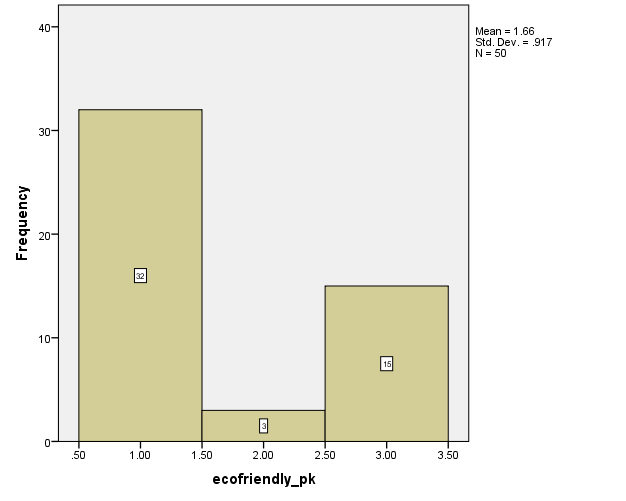 Mean = 1.66
Std. Dev. = .917
N = 50
Frequency
40
30
20
10
0
32
3
15
.50 1.00 1.50 2.00 2.50 3.00 3.50
ecofriendly_pk